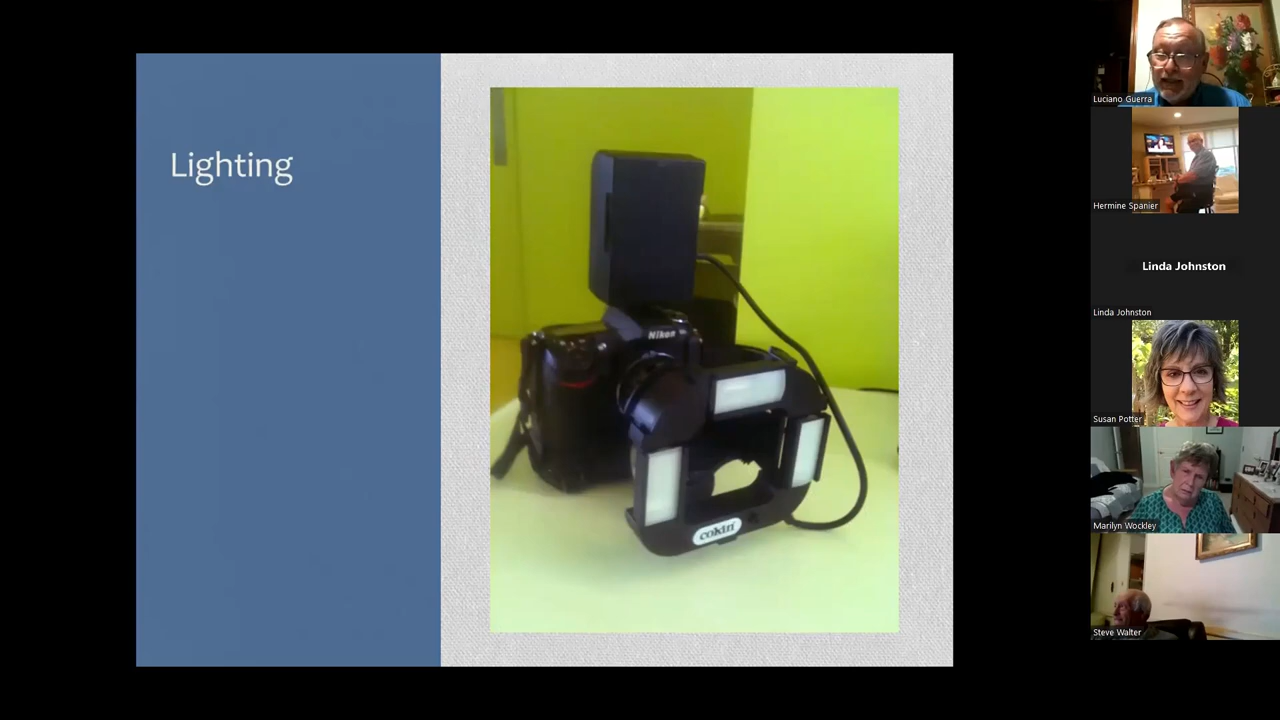 Lighting
Nikon
cokin
Luciano Guerra
Hermine Spanier
Linda Johnston
Linda Johnston
Susan Potter
Marilyn Wockley
Steve Walter